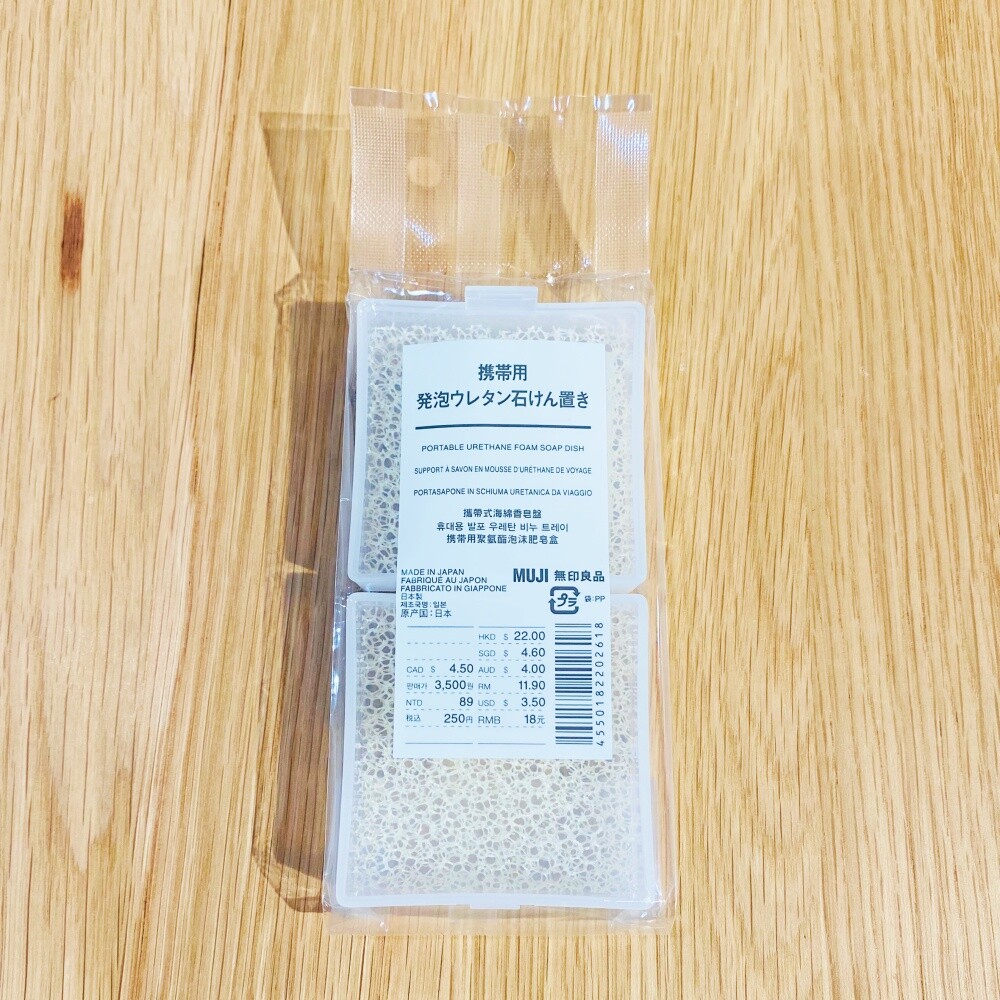 携帯用
発泡ウレタン石けん置き
PORTABLE URETHANE FOAM SOAP DISH
SUPPORT A SAVON EN MOUSSE D'URETHANE DE VOYAGE
PORTASAPONE IN SCHIUMA URETANICA DA VIAGGIO
攜帶式海綿香皂盤
휴대용 발포 우레탄 비누 트레이
携带用聚氨酯泡沫肥皂盒
MADE IN JAPAN
FABRIQUÉ AU JAPON
FABBRICATO IN GIAPPONE
日本製
제조국명:일본
原产国:日本
MUJI 無印良品
プラ 袋:PP
HKD $ 22.00
SGD $ 4.60
CAD $ 4.50 AUD $ 4.00
판매가 3,500원 RM 11.90
NTD 89 USD $ 3.50
税込 250円 RMB 18元
4550182202618